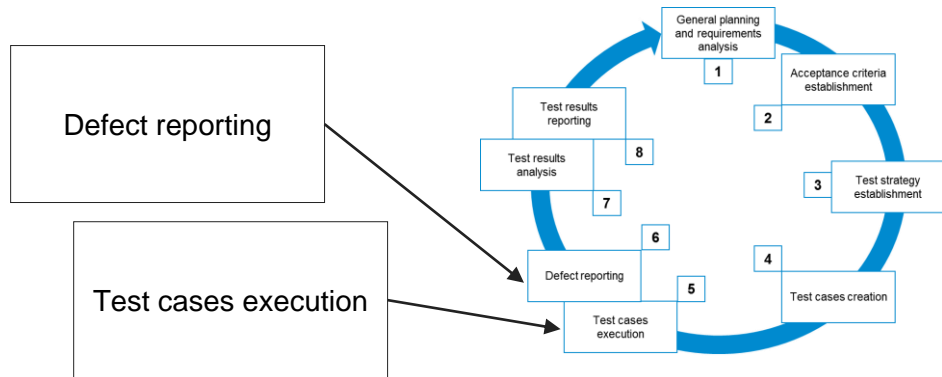 Defect reporting
Test cases execution
General planning
and requirements
analysis
1
Acceptance criteria
establishment
2
Test strategy
establishment
3
4
Test cases creation
5
Test cases
execution
6
Defect reporting
Test results
analysis
7
Test results
reporting
8